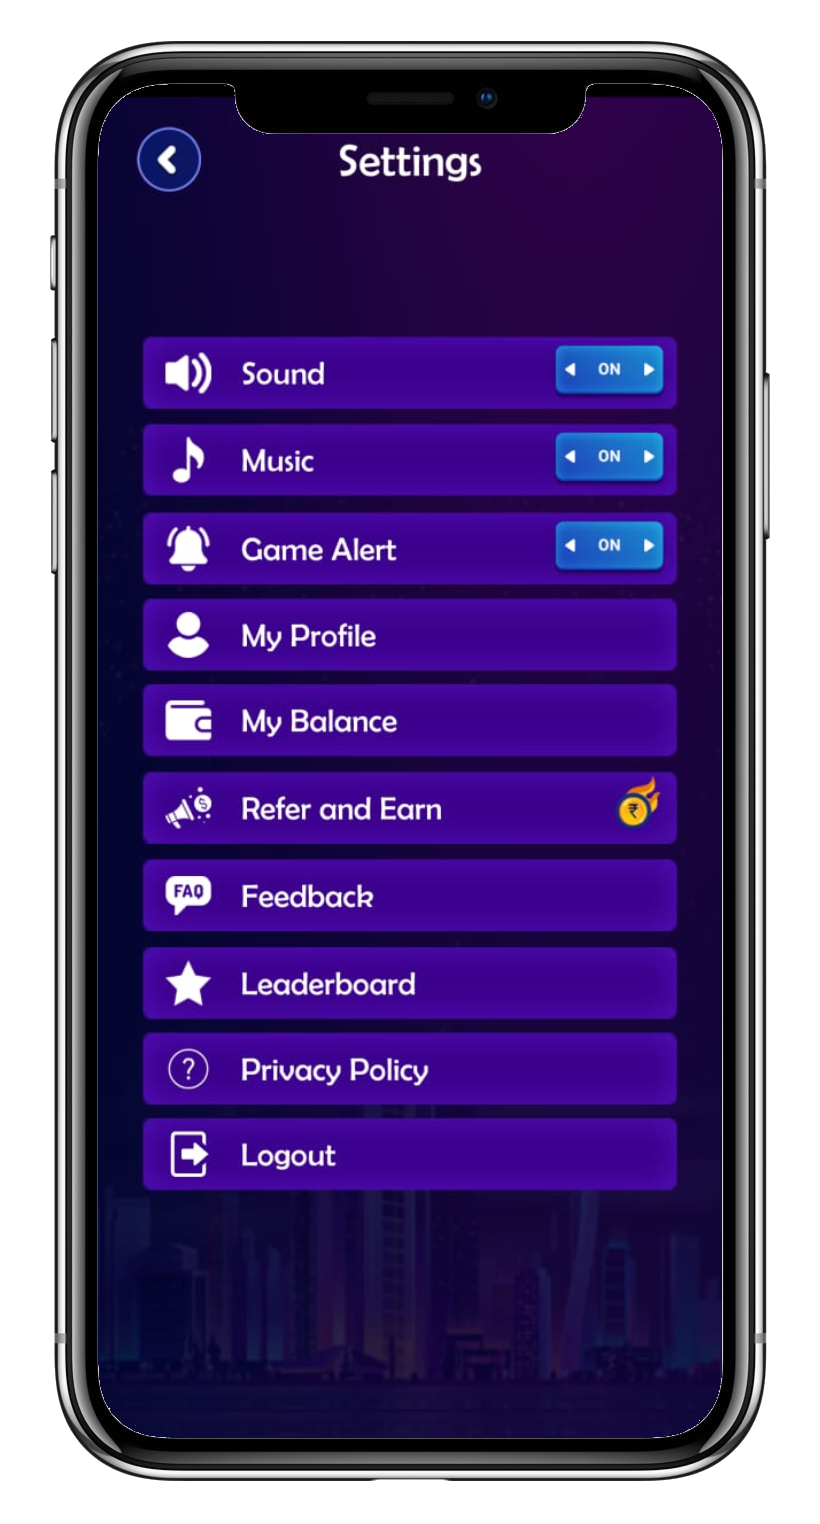 Settings
Sound ON
Music ON
Game Alert ON
My Profile
My Balance
$ Refer and Earn ₹
FAQ Feedback
Leaderboard
? Privacy Policy
Logout